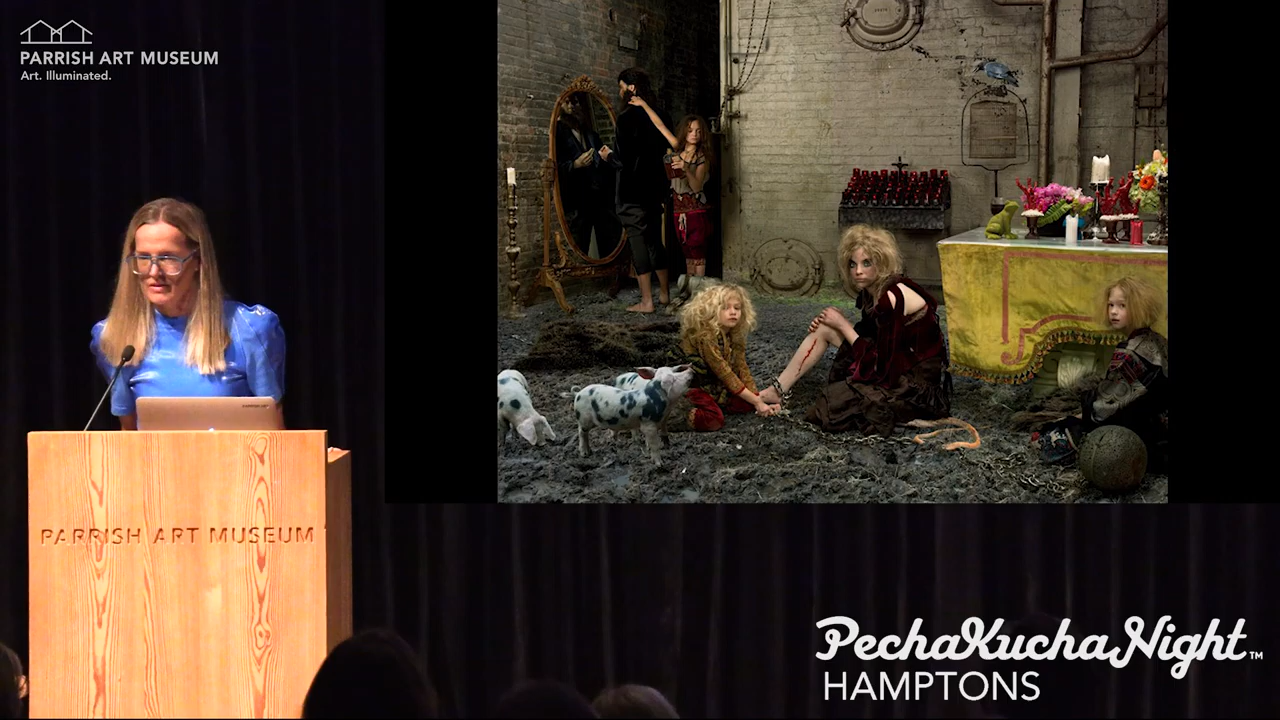 PARRISH ART MUSEUM
Art. Illuminated.
PARRISH ART MUSEUM
PechaKuchaNight™
HAMPTONS